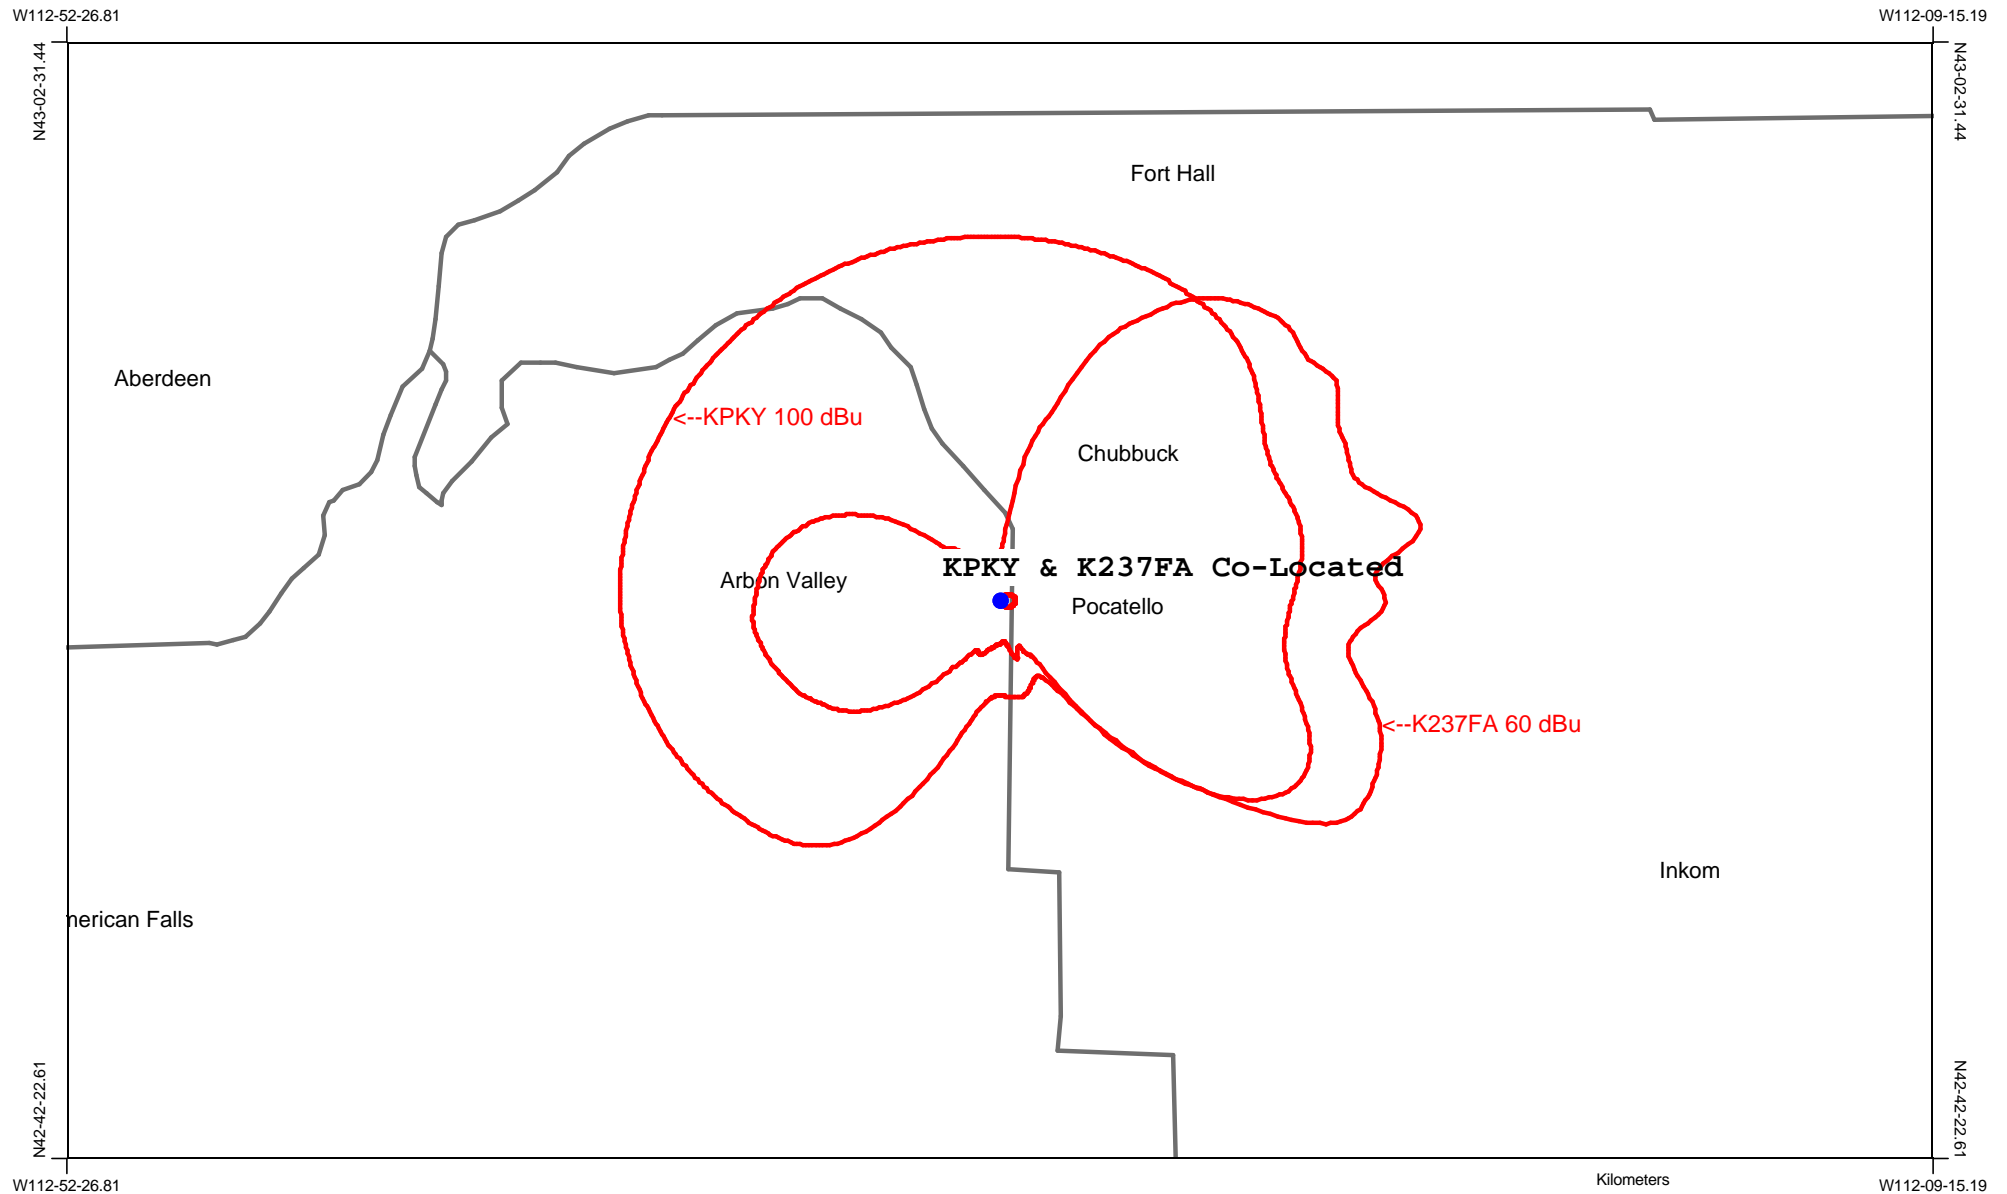 W112-52-26.81
W112-09-15.19
N43-02-31.44
N43-02-31.44
Fort Hall
Aberdeen
<--KPKY 100 dBu
Chubbuck
KPKY & K237FA Co-Located
Arbon Valley
Pocatello
<--K237FA 60 dBu
Inkom
merican Falls
N42-42-22.61
N42-42-22.61
Kilometers
W112-52-26.81
W112-09-15.19